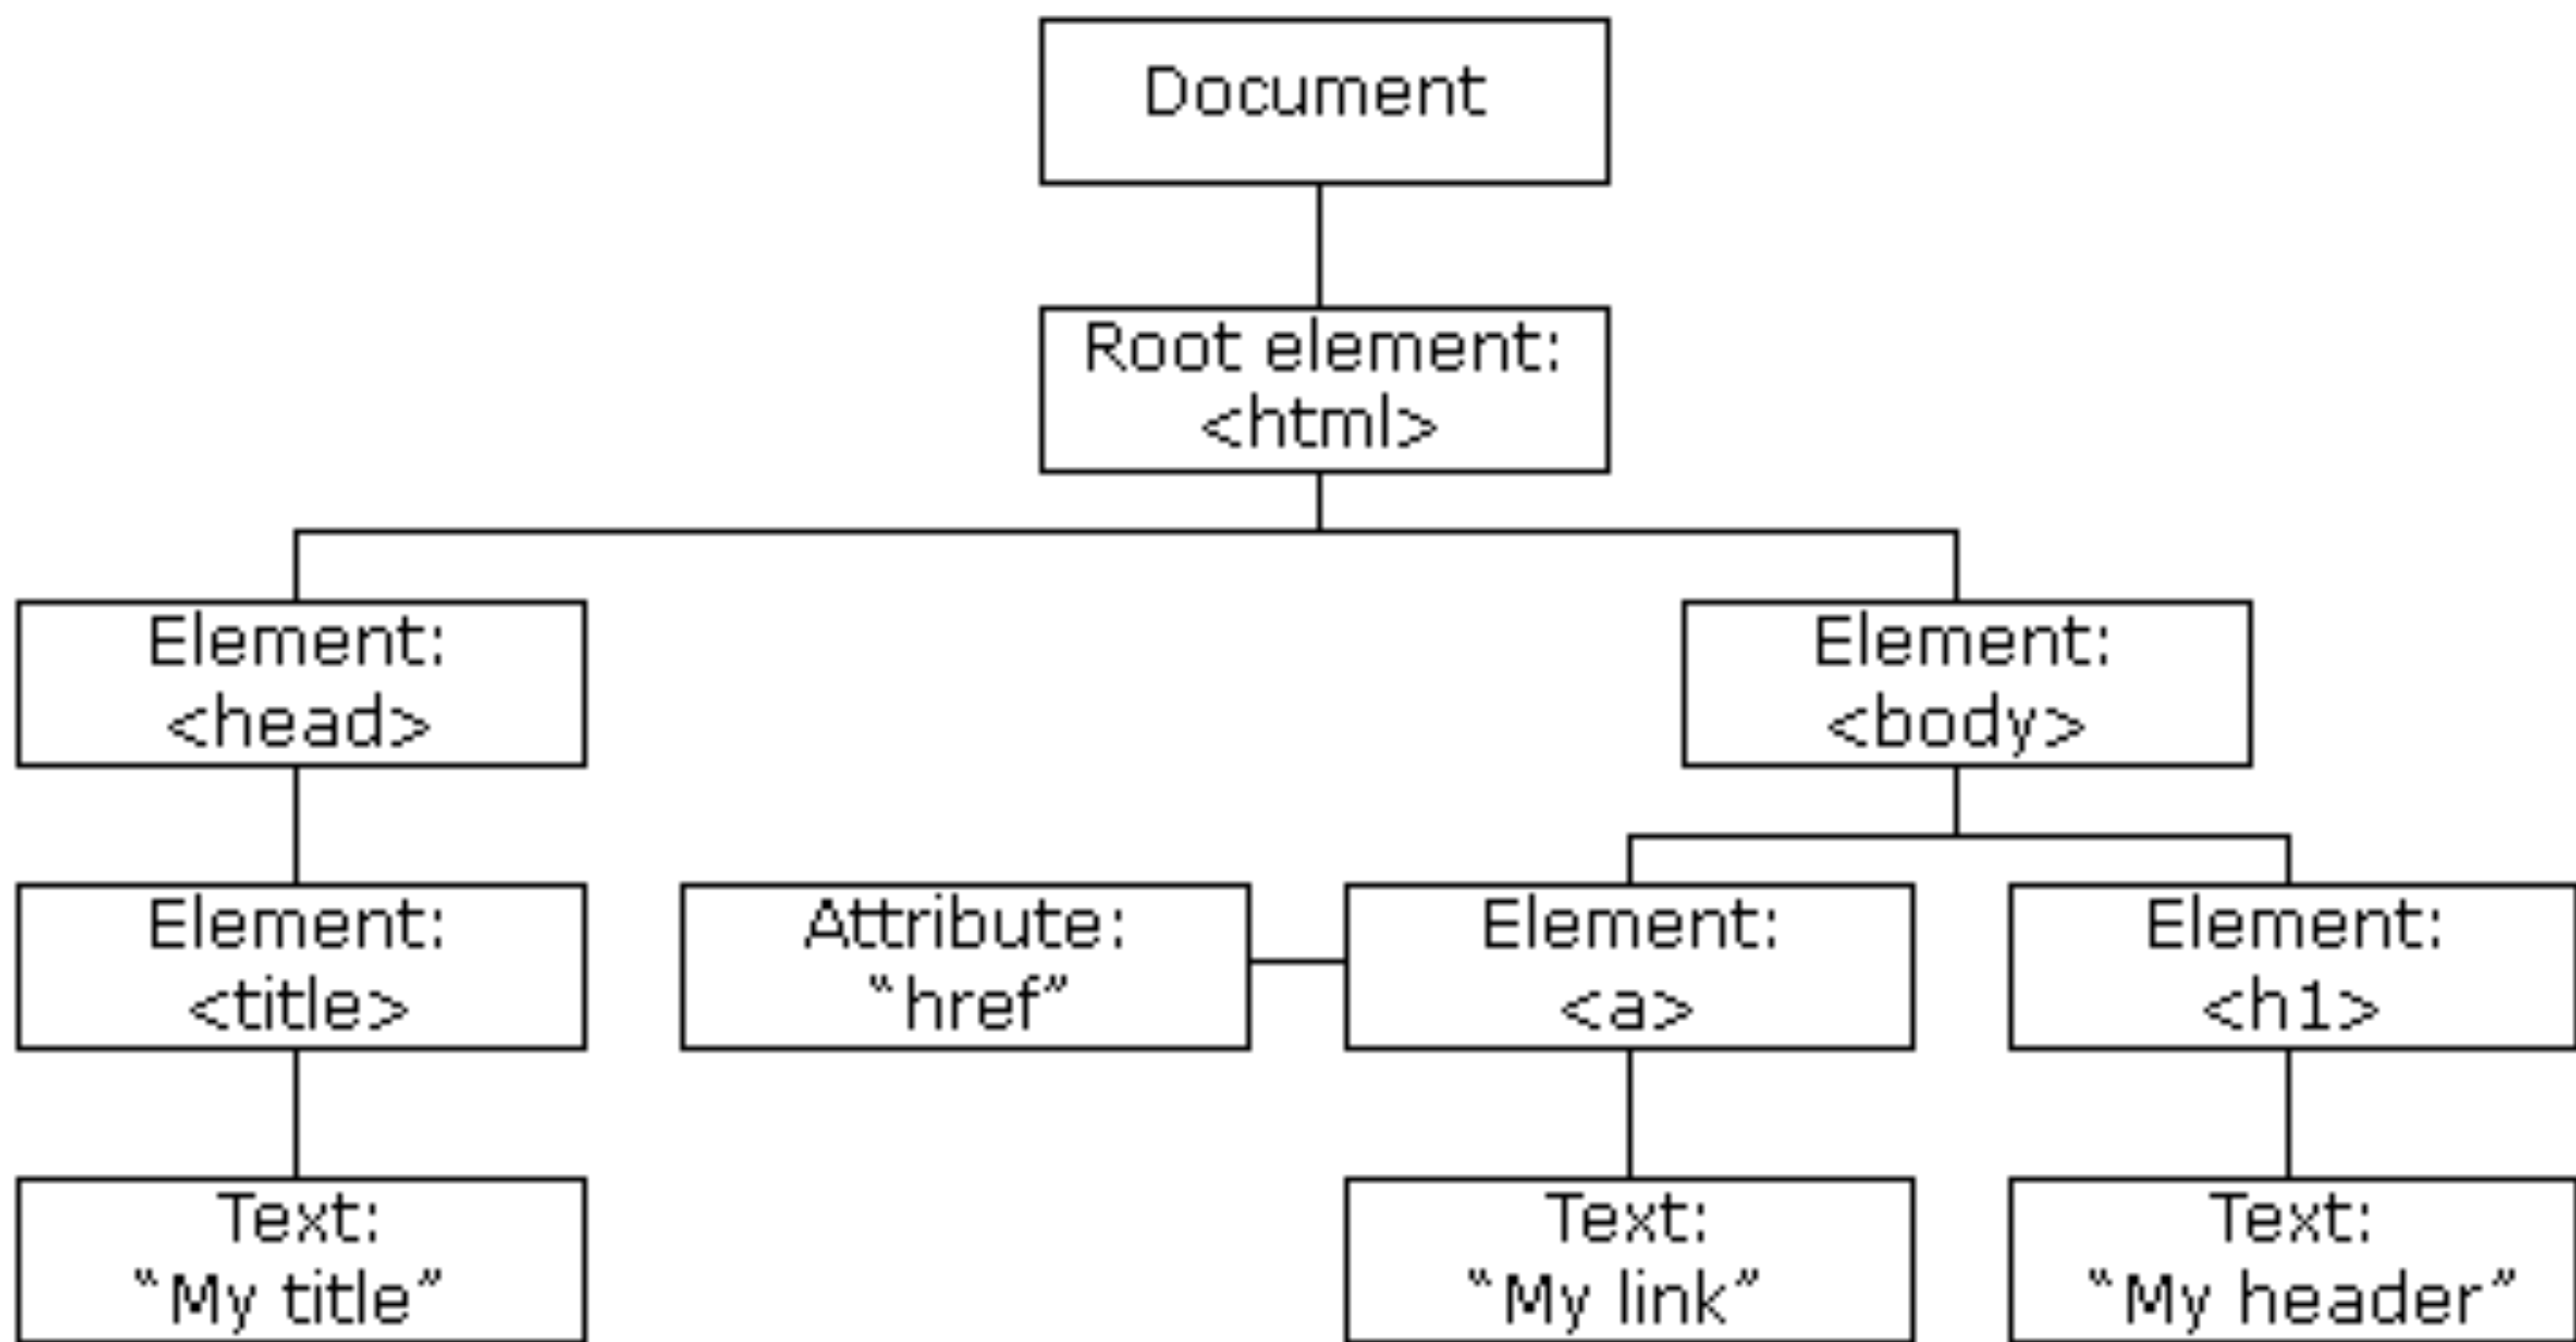 Document
Root element:
<html>
Element:
<head>
Element:
<body>
Element:
<title>
Attribute:
“href”
Element:
<a>
Element:
<h1>
Text:
“My title”
Text:
“My link”
Text:
“My header”